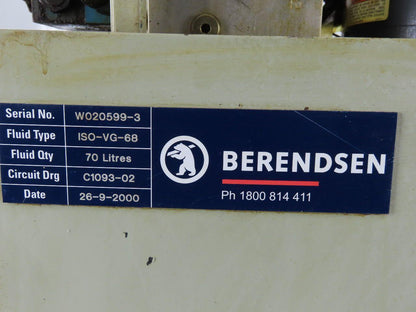 Serial No. WO20599-3
Fluid Type ISO-VG-68
Fluid Qty 70 Litres
Circuit Drg C1093-02
Date 26-9-2000
BERENDSEN
Ph 1800 814 411